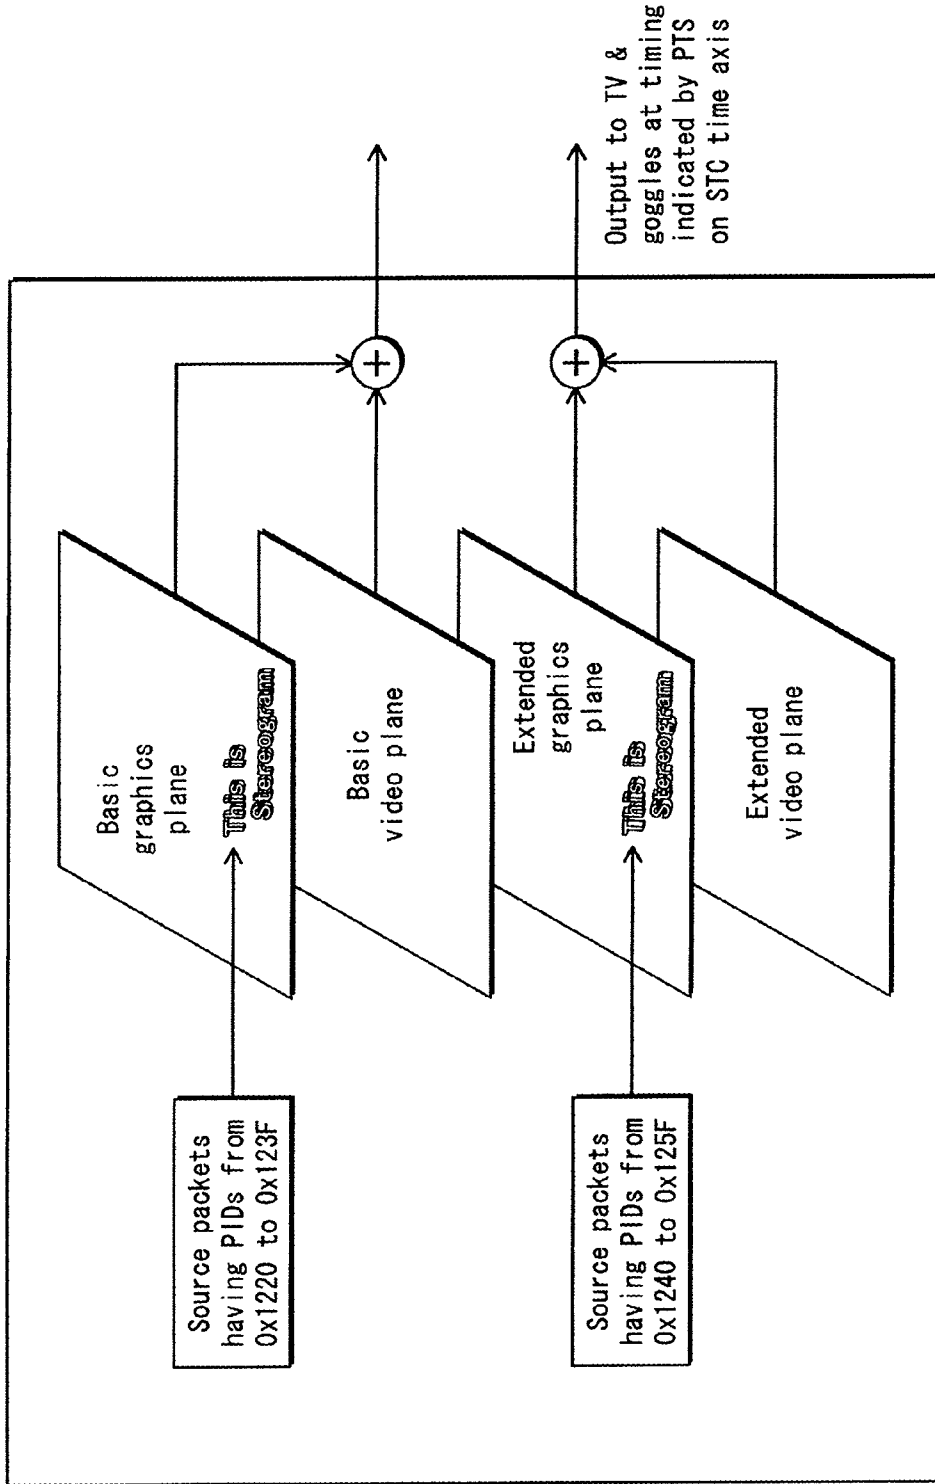 Source packets
having PIDs from
0x1220 to 0x123F
Basic
graphics
plane
This is
Stereogram
Basic
video plane
Source packets
having PIDs from
0x1240 to 0x125F
Extended
graphics
plane
This is
Stereogram
Extended
video plane
+
+
Output to TV &
goggles at timing
indicated by PTS
on STC time axis